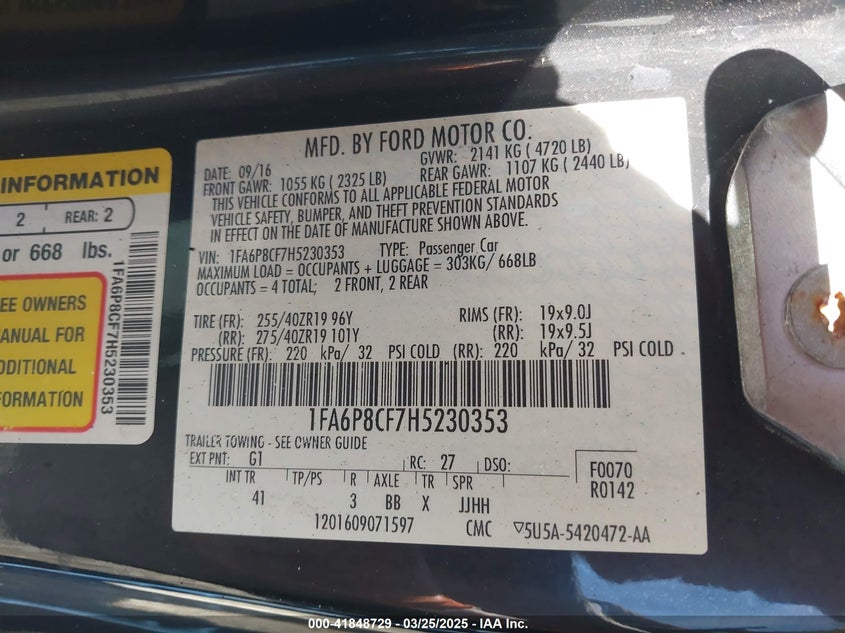 INFORMATION
2 REAR: 2
or 668 lbs.
SEE OWNERS
MANUAL FOR
ADDITIONAL
INFORMATION
1FA6P8CF7H5230353
MFD. BY FORD MOTOR CO.
DATE: 09/16 GVWR: 2141 KG ( 4720 LB)
FRONT GAWR: 1055 KG ( 2325 LB) REAR GAWR: 1107 KG ( 2440 LB)
THIS VEHICLE CONFORMS TO ALL APPLICABLE FEDERAL MOTOR
VEHICLE SAFETY, BUMPER, AND THEFT PREVENTION STANDARDS
IN EFFECT ON THE DATE OF MANUFACTURE SHOWN ABOVE.
VIN: 1FA6P8CF7H5230353 TYPE: Passenger Car
MAXIMUM LOAD = OCCUPANTS + LUGGAGE = 303KG/ 668LB
OCCUPANTS = 4 TOTAL; 2 FRONT, 2 REAR
TIRE (FR): 255/40ZR19 96Y RIMS (FR): 19x9.0J
(RR): 275/40ZR19 101Y (RR): 19x9.5J
PRESSURE (FR): 220 kPa/ 32 PSI COLD (RR): 220 kPa/ 32 PSI COLD
1FA6P8CF7H5230353
TRAILER TOWING - SEE OWNER GUIDE
EXT PNT: G1 RC: 27 DSO: F0070
INT TR TP/PS R AXLE TR SPR R0142
41 3 BB X JJHH
1201609071597 CMC ▽5U5A-5420472-AA
000-41848729 - 03/25/2025 - IAA Inc.